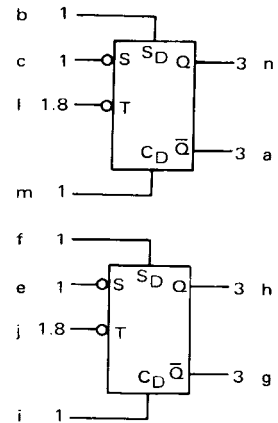 b 1
S_D
c 1 S Q 3 n
l 1.8 T
C_D Q̅ 3 a
m 1
f 1
S_D
e 1 S Q 3 h
j 1.8 T
C_D Q̅ 3 g
i 1